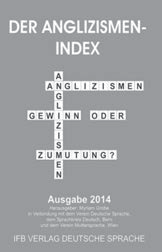 DER ANGLIZISMEN-
INDEX
ANGLIZISMEN
GEWINN ODER
ZUMUTUNG?
ANGLIZISMEN
Ausgabe 2014
Herausgeber: Myriam Grobe
in Verbindung mit dem Verein Deutsche Sprache,
dem Sprachkreis Deutsch, Bern
und dem Verein Muttersprache, Wien
IFB VERLAG DEUTSCHE SPRACHE